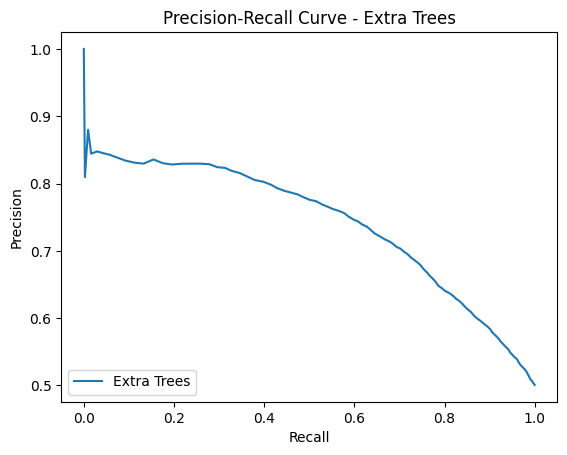 Precision-Recall Curve - Extra Trees
Precision
1.0
0.9
0.8
0.7
0.6
0.5
Extra Trees
0.0 0.2 0.4 0.6 0.8 1.0
Recall